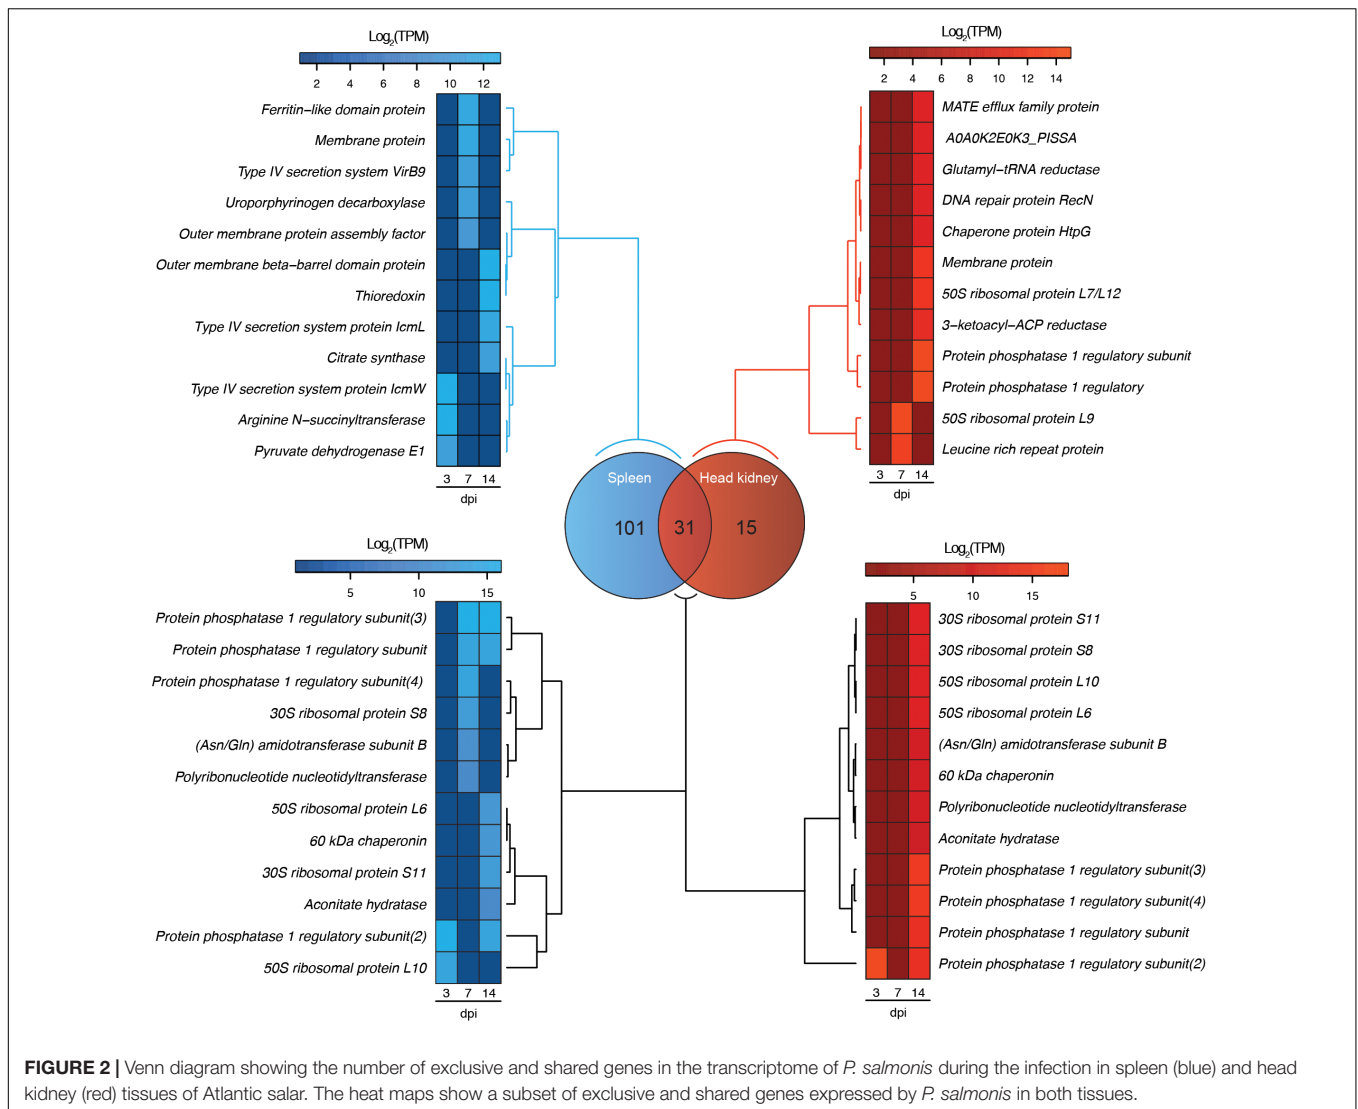 Log2(TPM)
2 4 6 8 10 12
Ferritin−like domain protein
Membrane protein
Type IV secretion system VirB9
Uroporphyrinogen decarboxylase
Outer membrane protein assembly factor
Outer membrane beta−barrel domain protein
Thioredoxin
Type IV secretion system protein IcmL
Citrate synthase
Type IV secretion system protein IcmW
Arginine N−succinyltransferase
Pyruvate dehydrogenase E1
3 7 14
dpi
Log2(TPM)
2 4 6 8 10 12 14
MATE efflux family protein
A0A0K2E0K3_PISSA
Glutamyl−tRNA reductase
DNA repair protein RecN
Chaperone protein HtpG
Membrane protein
50S ribosomal protein L7/L12
3−ketoacyl−ACP reductase
Protein phosphatase 1 regulatory subunit
Protein phosphatase 1 regulatory
50S ribosomal protein L9
Leucine rich repeat protein
3 7 14
dpi
Spleen
Head kidney
101 31 15
Log2(TPM)
5 10 15
Protein phosphatase 1 regulatory subunit(3)
Protein phosphatase 1 regulatory subunit
Protein phosphatase 1 regulatory subunit(4)
30S ribosomal protein S8
(Asn/Gln) amidotransferase subunit B
Polyribonucleotide nucleotidyltransferase
50S ribosomal protein L6
60 kDa chaperonin
30S ribosomal protein S11
Aconitate hydratase
Protein phosphatase 1 regulatory subunit(2)
50S ribosomal protein L10
3 7 14
dpi
Log2(TPM)
5 10 15
30S ribosomal protein S11
30S ribosomal protein S8
50S ribosomal protein L10
50S ribosomal protein L6
(Asn/Gln) amidotransferase subunit B
60 kDa chaperonin
Polyribonucleotide nucleotidyltransferase
Aconitate hydratase
Protein phosphatase 1 regulatory subunit(3)
Protein phosphatase 1 regulatory subunit(4)
Protein phosphatase 1 regulatory subunit
Protein phosphatase 1 regulatory subunit(2)
3 7 14
dpi
FIGURE 2 | Venn diagram showing the number of exclusive and shared genes in the transcriptome of P. salmonis during the infection in spleen (blue) and head
kidney (red) tissues of Atlantic salar. The heat maps show a subset of exclusive and shared genes expressed by P. salmonis in both tissues.